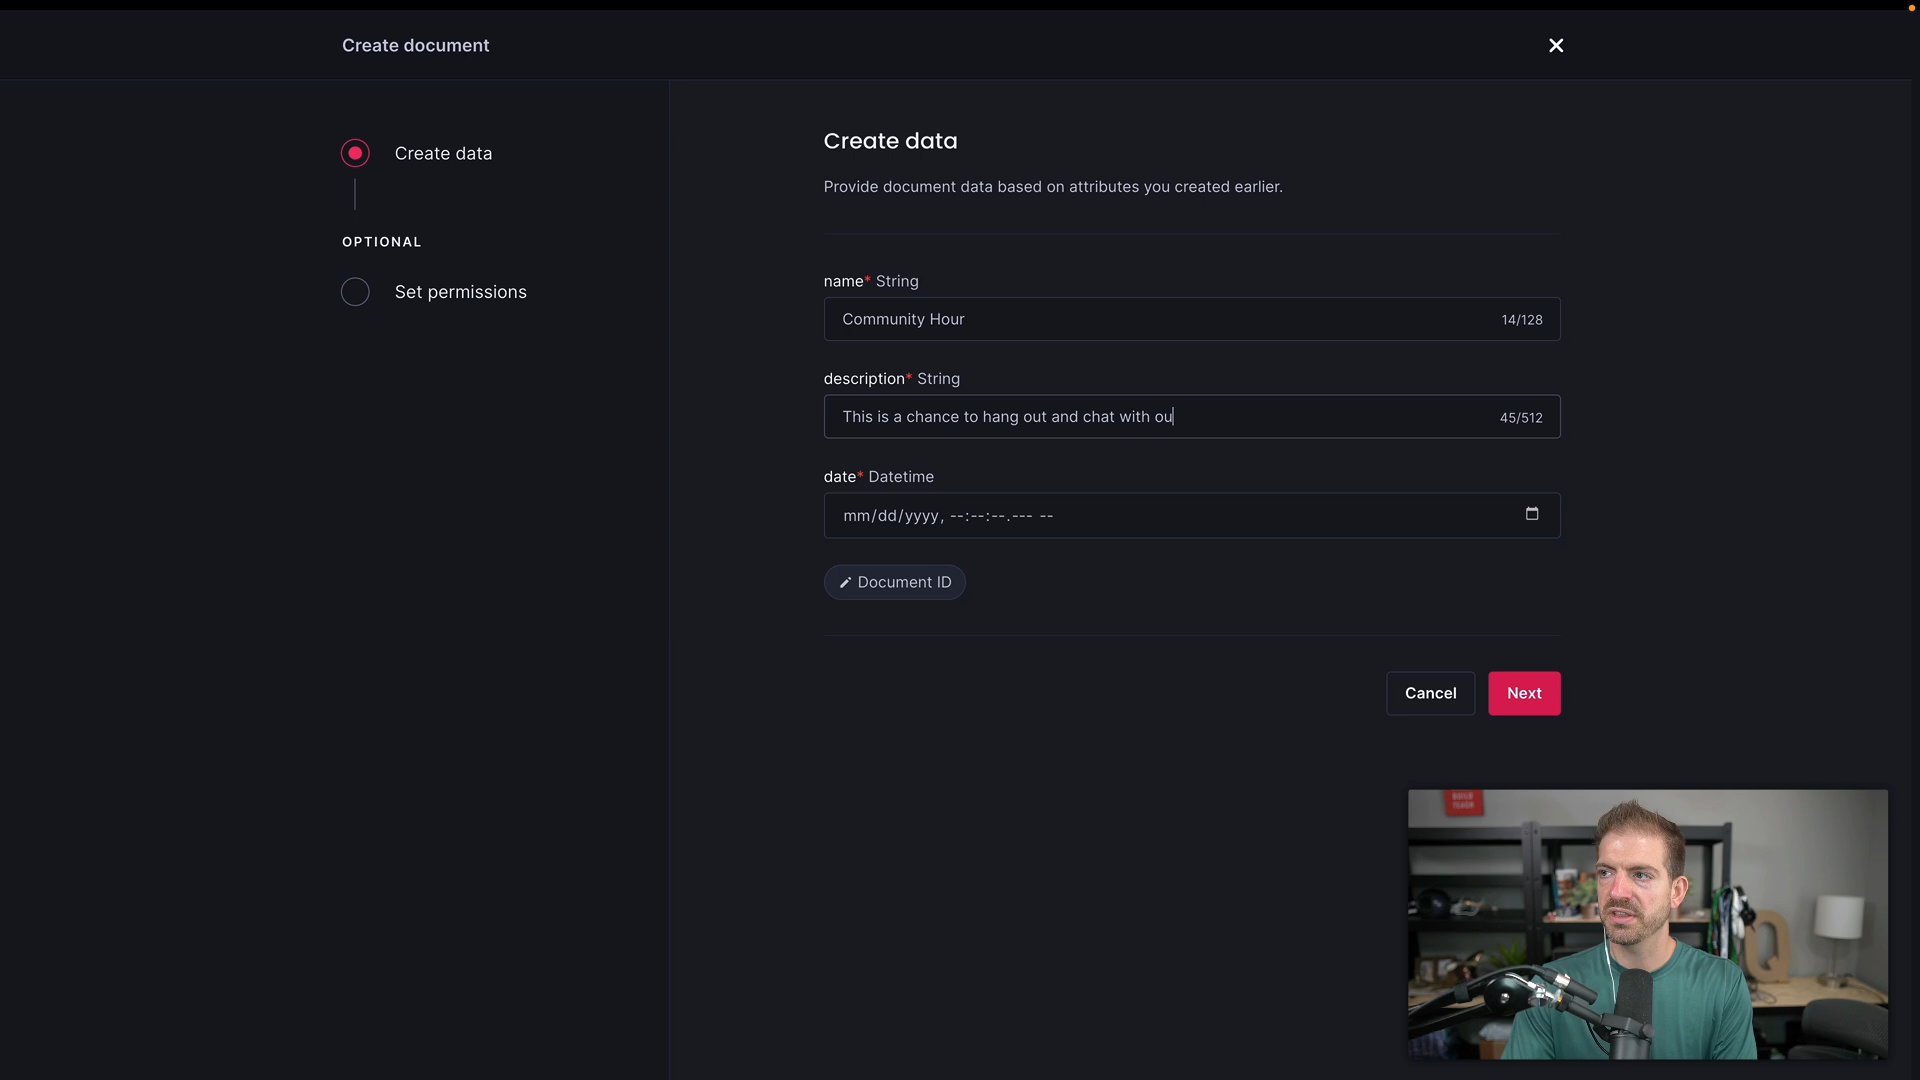 Create document
Create data
OPTIONAL
Set permissions
Create data
Provide document data based on attributes you created earlier.
name* String
Community Hour 14/128
description* String
This is a chance to hang out and chat with ou 45/512
date* Datetime
mm/dd/yyyy, --:--:--.--- --
Document ID
Cancel Next